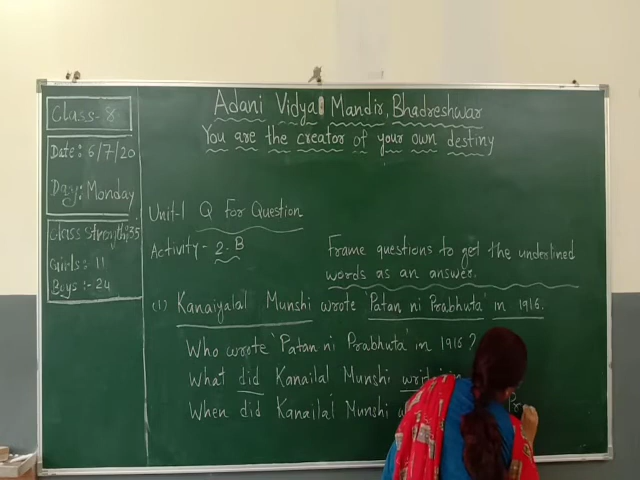 Adani Vidya Mandir, Bhadreshwar
You are the creator of your own destiny
Class- 8
Date: 6/7/20
Day: Monday
Class Strength:35
Girls: 11
Boys :- 24
Unit-1 Q For Question
Activity - 2. B
Frame questions to get the underlined
words as an answer.
(1) Kanaiyalal Munshi wrote 'Patan ni Prabhuta' in 1916.
Who wrote 'Patan ni Prabhuta' in 1916?
What did Kanailal Munshi write in
When did Kanailal Munshi